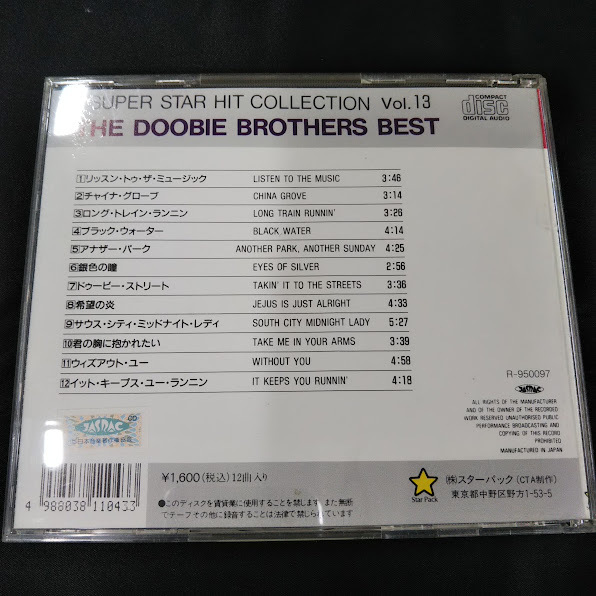 SUPER STAR HIT COLLECTION Vol.13
THE DOOBIE BROTHERS BEST
COMPACT
disc
DIGITAL AUDIO
1 リッスン・トゥ・ザ・ミュージック LISTEN TO THE MUSIC 3:46
2 チャイナ・グローブ CHINA GROVE 3:14
3 ロング・トレイン・ランニン LONG TRAIN RUNNIN' 3:26
4 ブラック・ウォーター BLACK WATER 4:14
5 アナザー・パーク ANOTHER PARK, ANOTHER SUNDAY 4:25
6 銀色の瞳 EYES OF SILVER 2:56
7 ドゥービー・ストリート TAKIN' IT TO THE STREETS 3:36
8 希望の炎 JEJUS IS JUST ALRIGHT 4:33
9 サウス・シティ・ミッドナイト・レディ SOUTH CITY MIDNIGHT LADY 5:27
10 君の胸に抱かれたい TAKE ME IN YOUR ARMS 3:39
11 ウィズアウト・ユー WITHOUT YOU 4:58
12 イット・キープス・ユー・ランニン IT KEEPS YOU RUNNIN' 4:18
R-950097
JASRAC
ALL RIGHTS OF THE MANUFACTURER
AND OF THE OWNER OF THE RECORDED
WORK RESERVED UNAUTHORISED PUBLIC
PERFORMANCE BROADCASTING AND
COPYING OF THIS RECORD
PROHIBITED
MANUFACTURED IN JAPAN
JASRAC
¥1,600(税込)12曲入り
●このディスクを賃貸業に使用することを禁じます。また無断
でテープその他に録音することは法律で禁じられています
Star Pack
(株)スターパック(CTA制作)
東京都中野区野方1-53-5
4 988038 110433